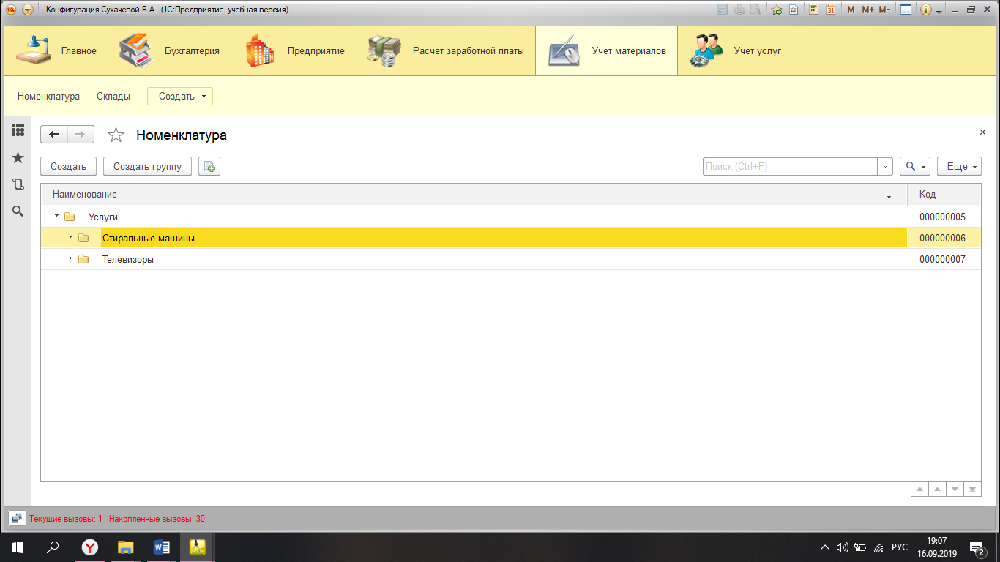 Конфигурация Сухачевой В.А. (1С:Предприятие, учебная версия)
M M+ M-
Главное Бухгалтерия Предприятие Расчет заработной платы Учет материалов Учет услуг
Номенклатура Склады Создать
Номенклатура
Создать Создать группу Поиск (Ctrl+F) Еще
Наименование Код
Услуги 000000005
Стиральные машины 000000006
Телевизоры 000000007
Текущие вызовы: 1 Накопленные вызовы: 30
РУС 19:07
16.09.2019 2